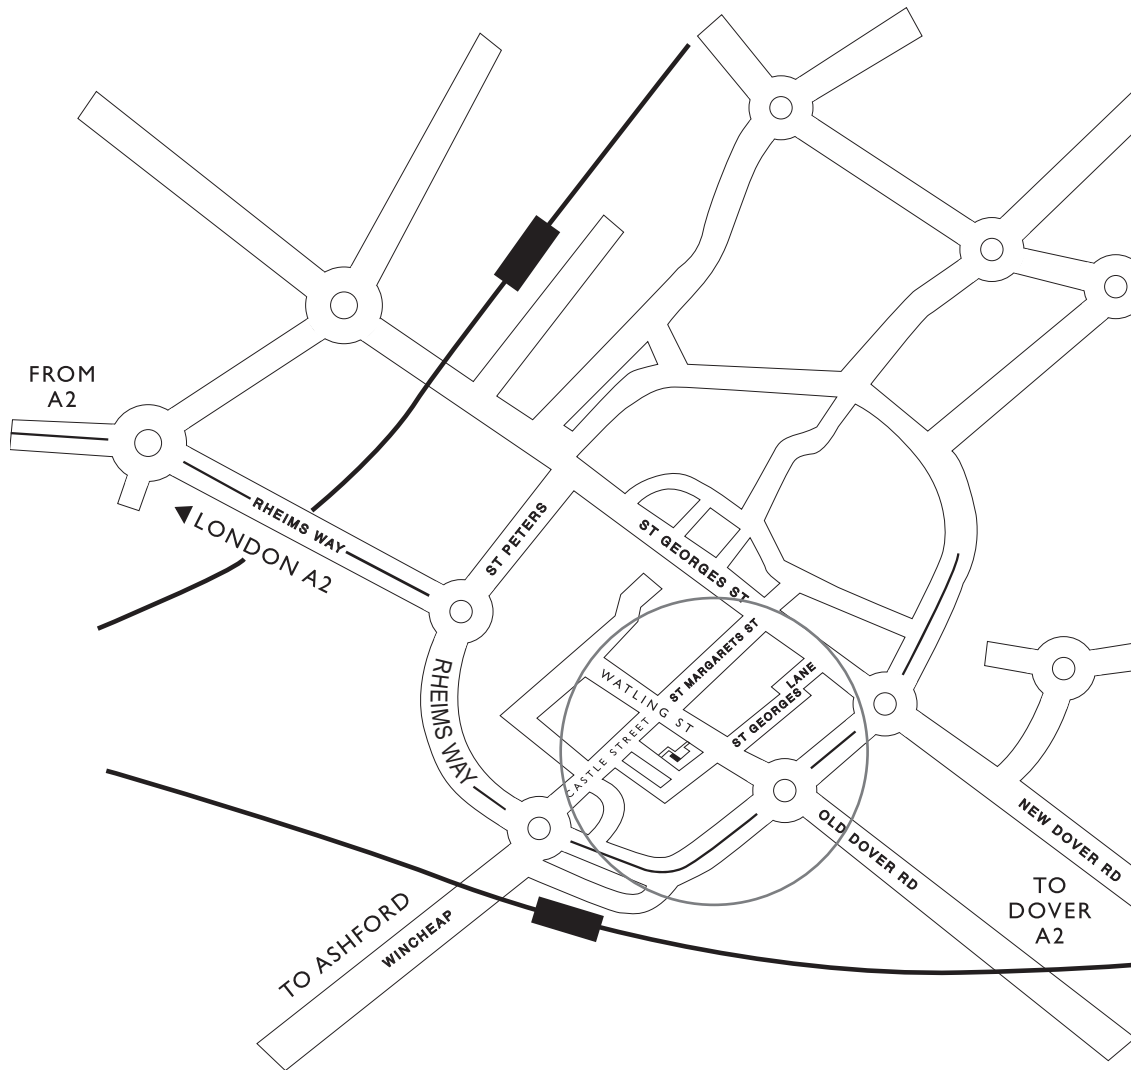 FROM
A2
RHEIMS WAY
LONDON A2
ST PETERS
ST GEORGES ST
ST MARGARETS ST
WATLING ST
ST GEORGES
LANE
CASTLE STREET
RHEIMS WAY
OLD DOVER RD
NEW DOVER RD
TO
DOVER
A2
TO ASHFORD
WINCHEAP